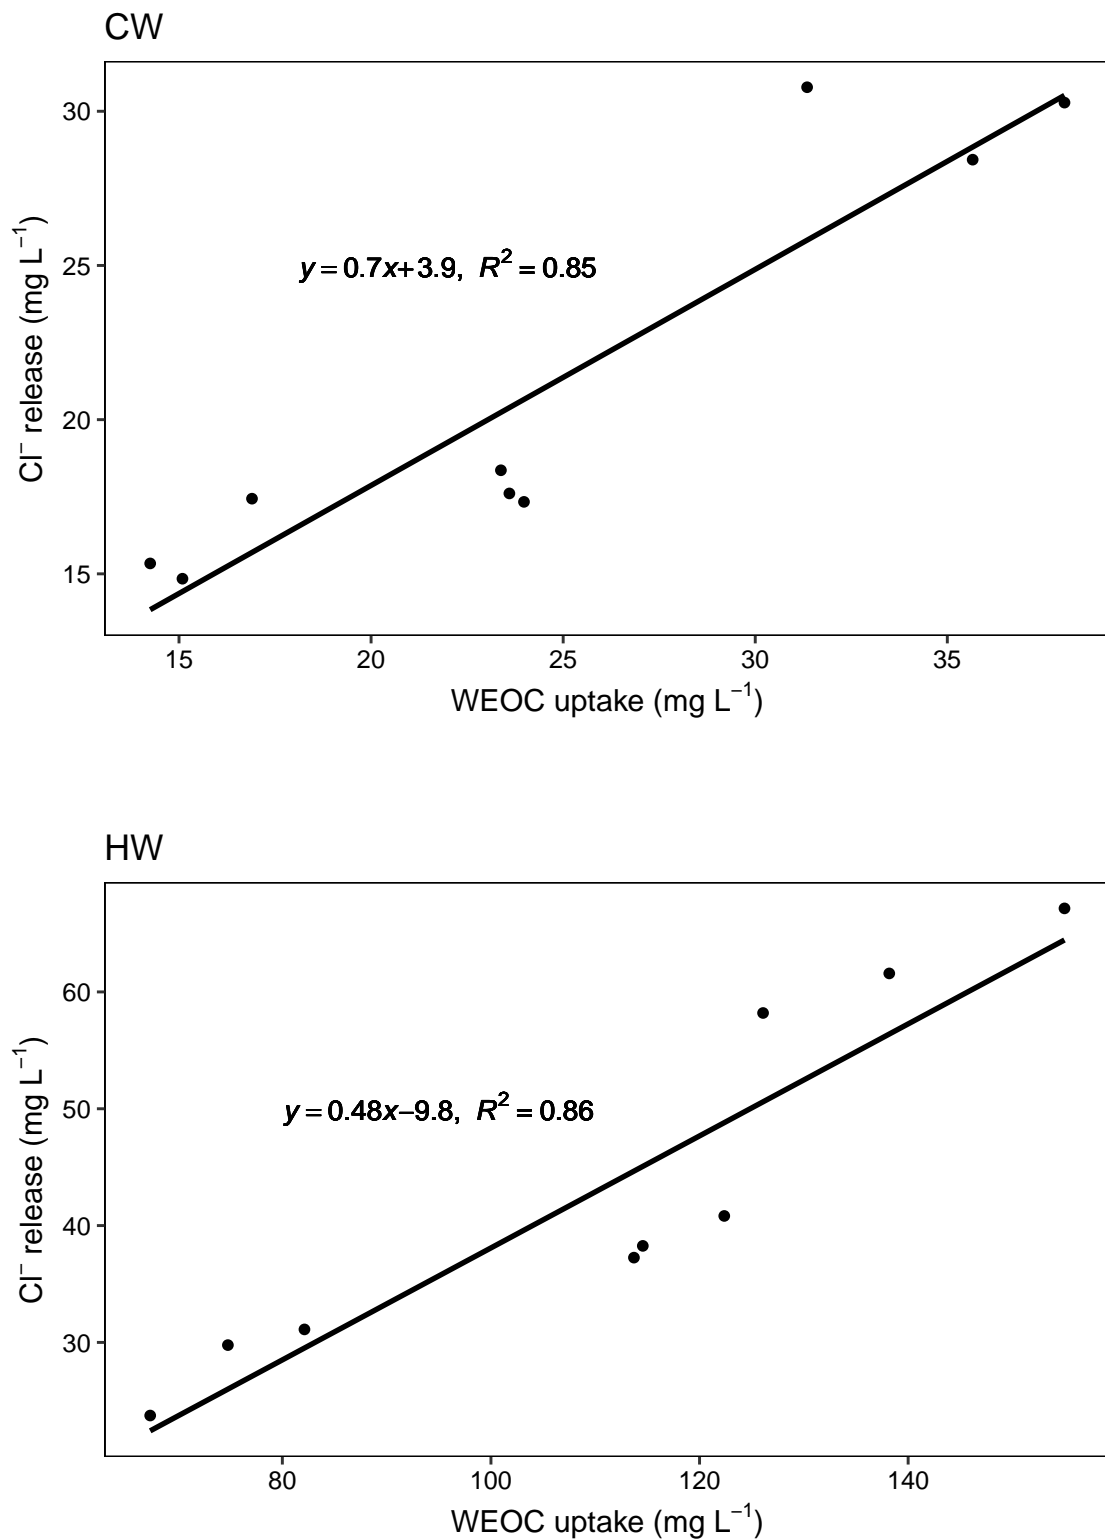 CW
30
25
20
15
y = 0.7x+3.9, R² = 0.85
Cl⁻ release (mg L⁻¹)
15 20 25 30 35
WEOC uptake (mg L⁻¹)
HW
60
50
40
30
y = 0.48x−9.8, R² = 0.86
Cl⁻ release (mg L⁻¹)
80 100 120 140
WEOC uptake (mg L⁻¹)